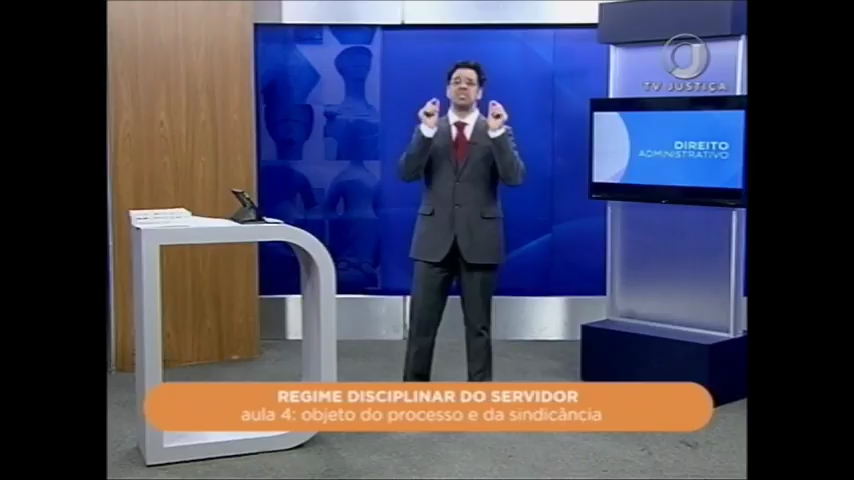 TV JUSTIÇA
DIREITO
ADMINISTRATIVO
REGIME DISCIPLINAR DO SERVIDOR
aula 4: objeto do processo e da sindicância